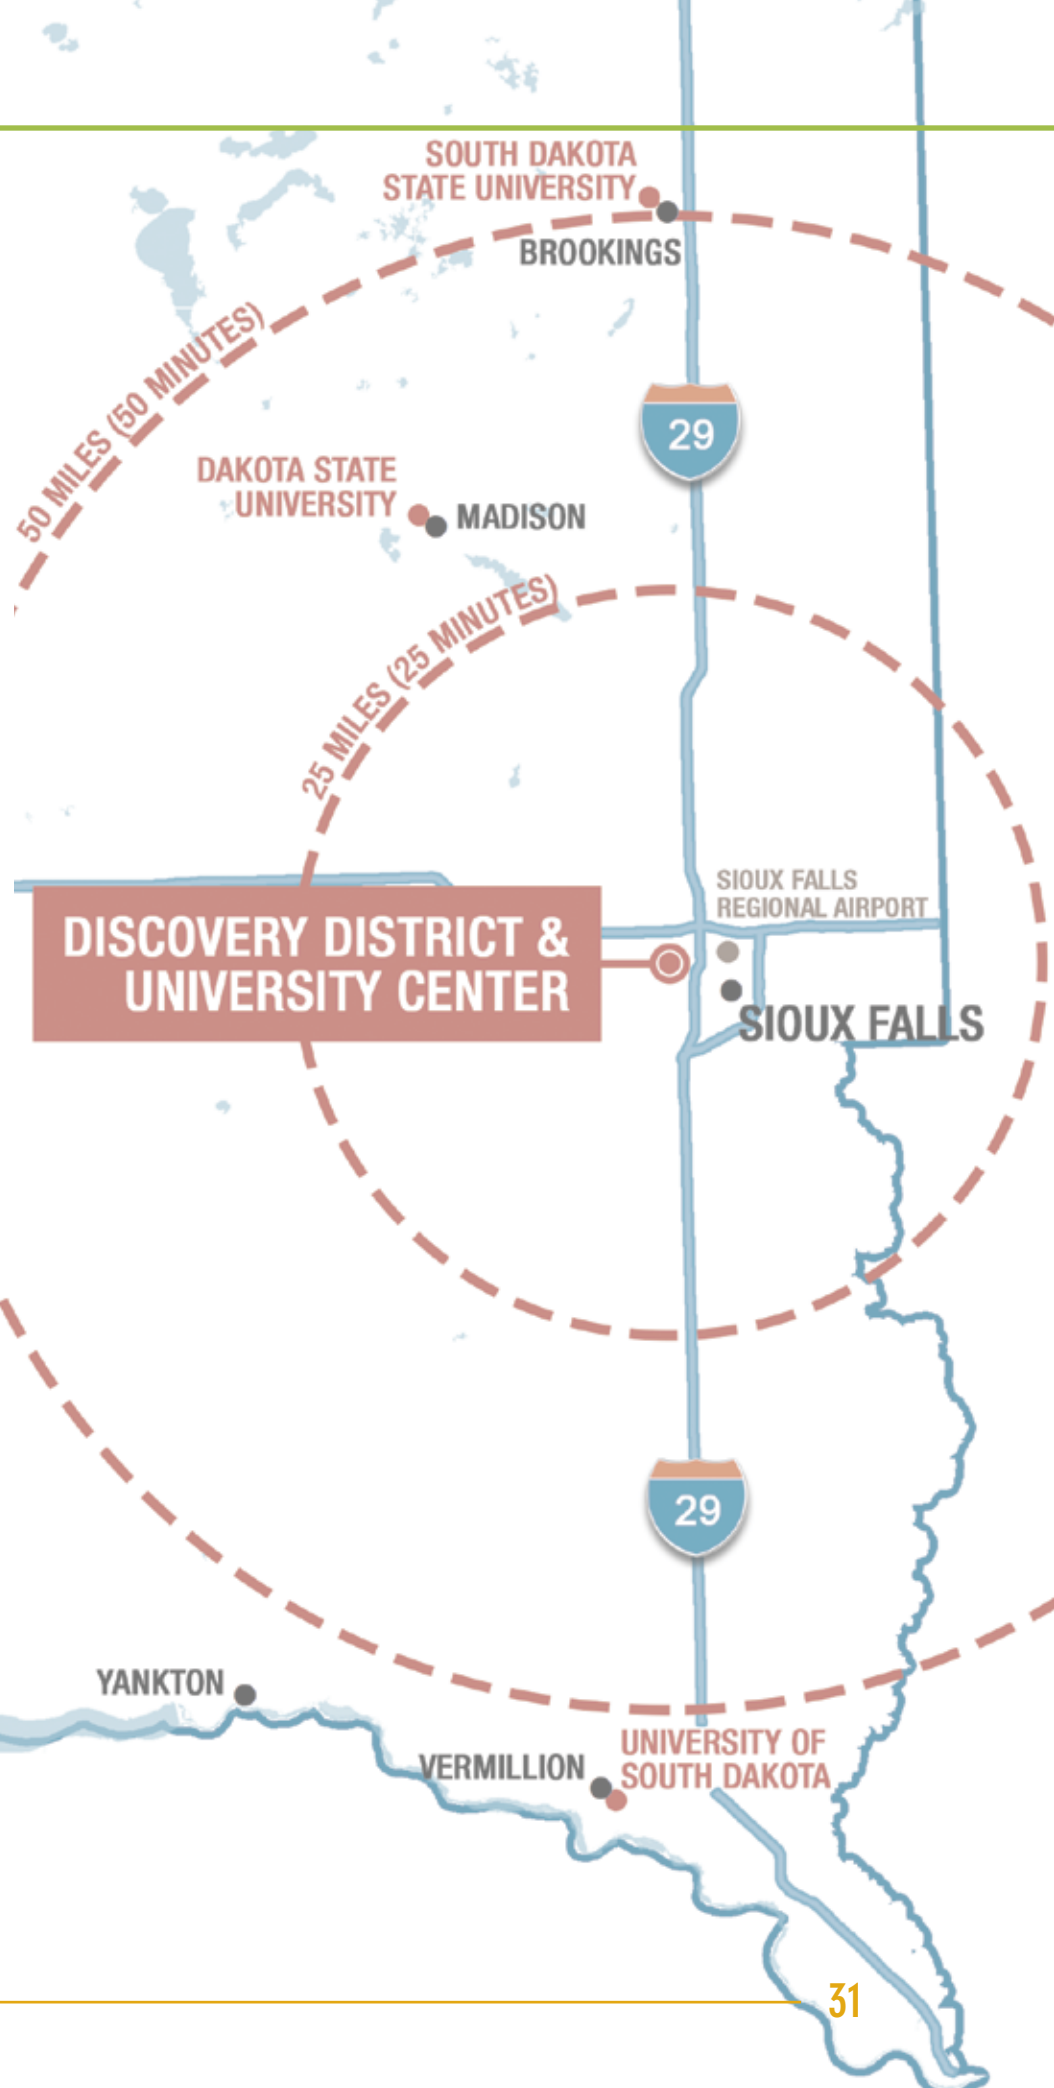 SOUTH DAKOTA
STATE UNIVERSITY
BROOKINGS
50 MILES (50 MINUTES)
29
DAKOTA STATE
UNIVERSITY
MADISON
25 MILES (25 MINUTES)
SIOUX FALLS
REGIONAL AIRPORT
DISCOVERY DISTRICT &
UNIVERSITY CENTER
SIOUX FALLS
29
YANKTON
UNIVERSITY OF
SOUTH DAKOTA
VERMILLION
31